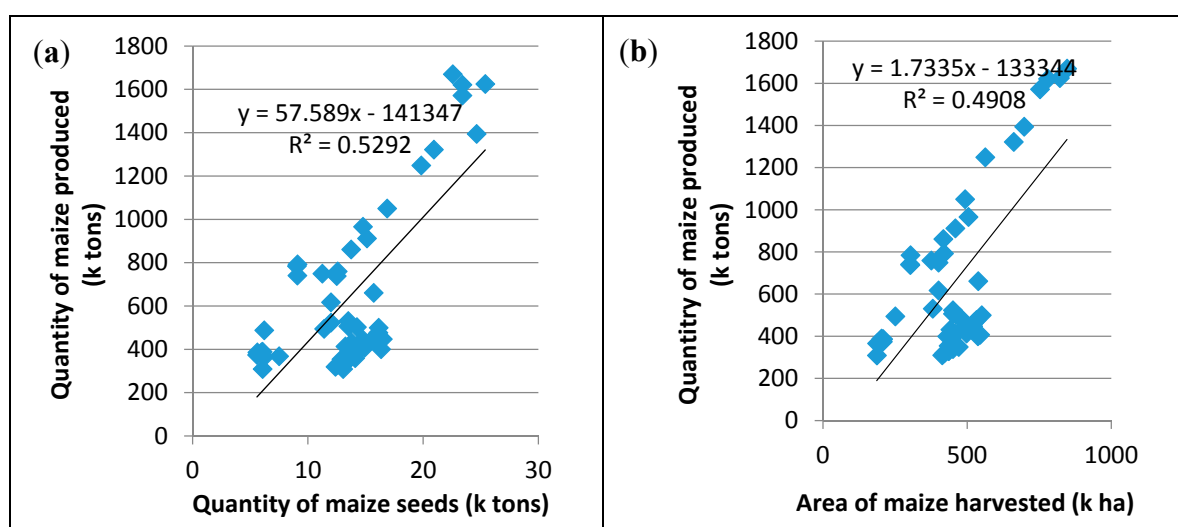 (a)
Quantity of maize produced
(k tons)
1800
1600
1400
1200
1000
800
600
400
200
0
y = 57.589x - 141347
R² = 0.5292
0 10 20 30
Quantity of maize seeds (k tons)
(b)
Quantitry of maize produced
(k tons)
1800
1600
1400
1200
1000
800
600
400
200
0
y = 1.7335x - 133344
R² = 0.4908
0 500 1000
Area of maize harvested (k ha)